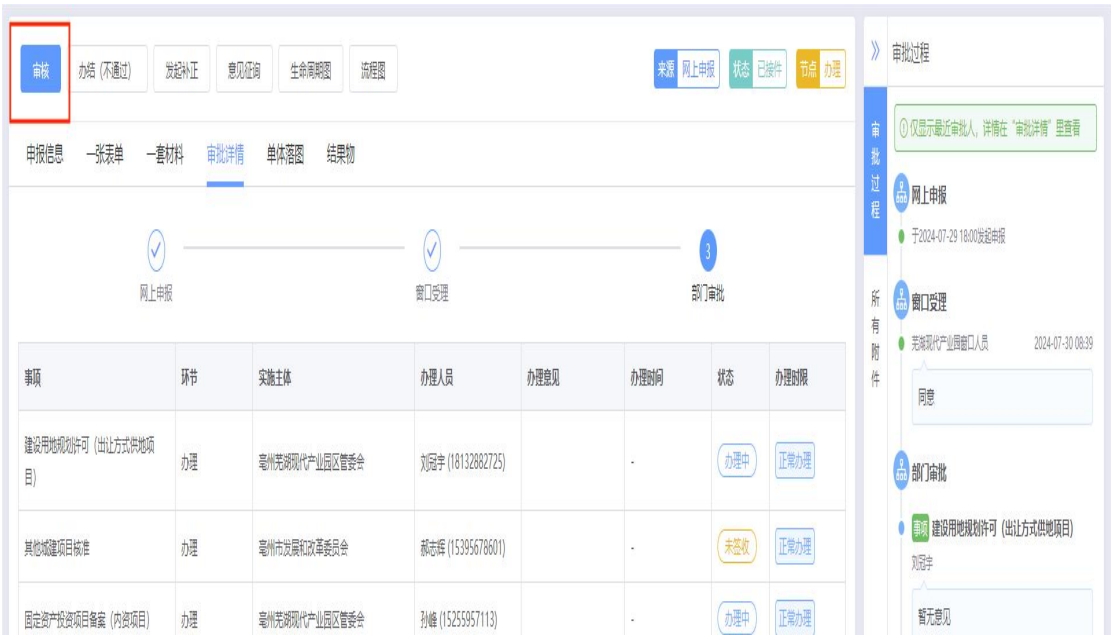 审核 办结（不通过） 发起补正 意见征询 生命周期图 流程图 来源 网上申报 状态 已接件 节点 办理
申报信息 一张表单 一套材料 审批详情 单体落图 结果物
3
网上申报 窗口受理 部门审批
事项 环节 实施主体 办理人员 办理意见 办理时间 状态 办理时限
建设用地规划许可（出让方式供地项
目） 办理 亳州芜湖现代产业园区管委会 刘冠宇 (18132882725) - 办理中 正常办理
其他城建项目核准 办理 亳州市发展和改革委员会 郝志辉 (15395678601) - 未签收 正常办理
固定资产投资项目备案（内资项目） 办理 亳州芜湖现代产业园区管委会 孙峰 (15255957113) - 办理中 正常办理
》 审批过程
审批过程
所有附件
仅显示最近审批人，详情在“审批详情”里查看
网上申报
于2024-07-29 18:00发起申报
窗口受理
芜湖现代产业园窗口人员 2024-07-30 08:39
同意
部门审批
事项 建设用地规划许可（出让方式供地项目）
刘冠宇
暂无意见